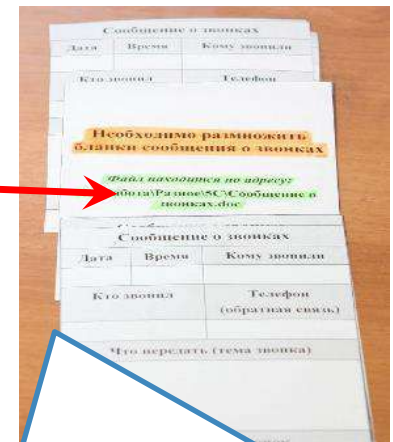 Сообщение о звонках
Дата Время Кому звонили
Кто звонил Телефон
Необходимо размножить
бланки сообщения о звонках
Файл находится по адресу:
бота\Разное\5С\Сообщение о
звонках.doc
Сообщение о звонках
Дата Время Кому звонили
Кто звонил Телефон
(обратная связь)
Что передать (тема звонка)